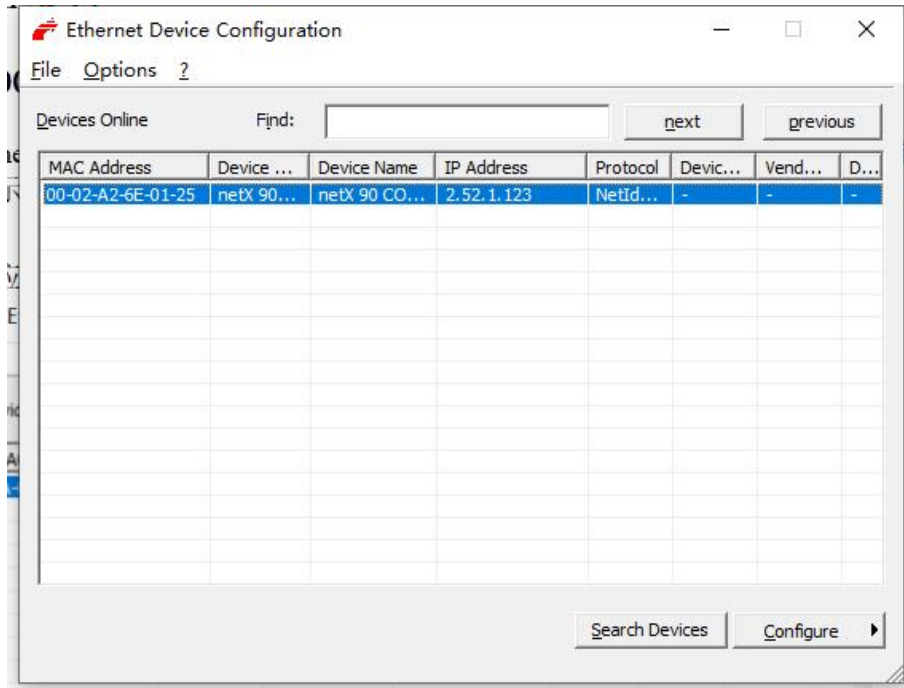 Ethernet Device Configuration
File Options ?
Devices Online Find: next previous
MAC Address Device ... Device Name IP Address Protocol Devic... Vend... D...
00-02-A2-6E-01-25 netX 90... netX 90 CO... 2.52.1.123 NetId... - - -
Search Devices Configure